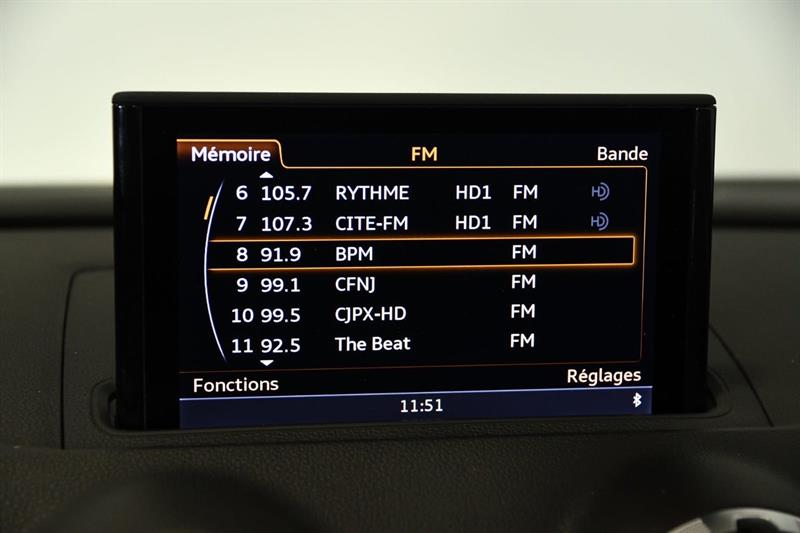 Mémoire FM Bande
6 105.7 RYTHME HD1 FM HD
7 107.3 CITE-FM HD1 FM HD
8 91.9 BPM FM
9 99.1 CFNJ FM
10 99.5 CJPX-HD FM
11 92.5 The Beat FM
Fonctions Réglages
11:51